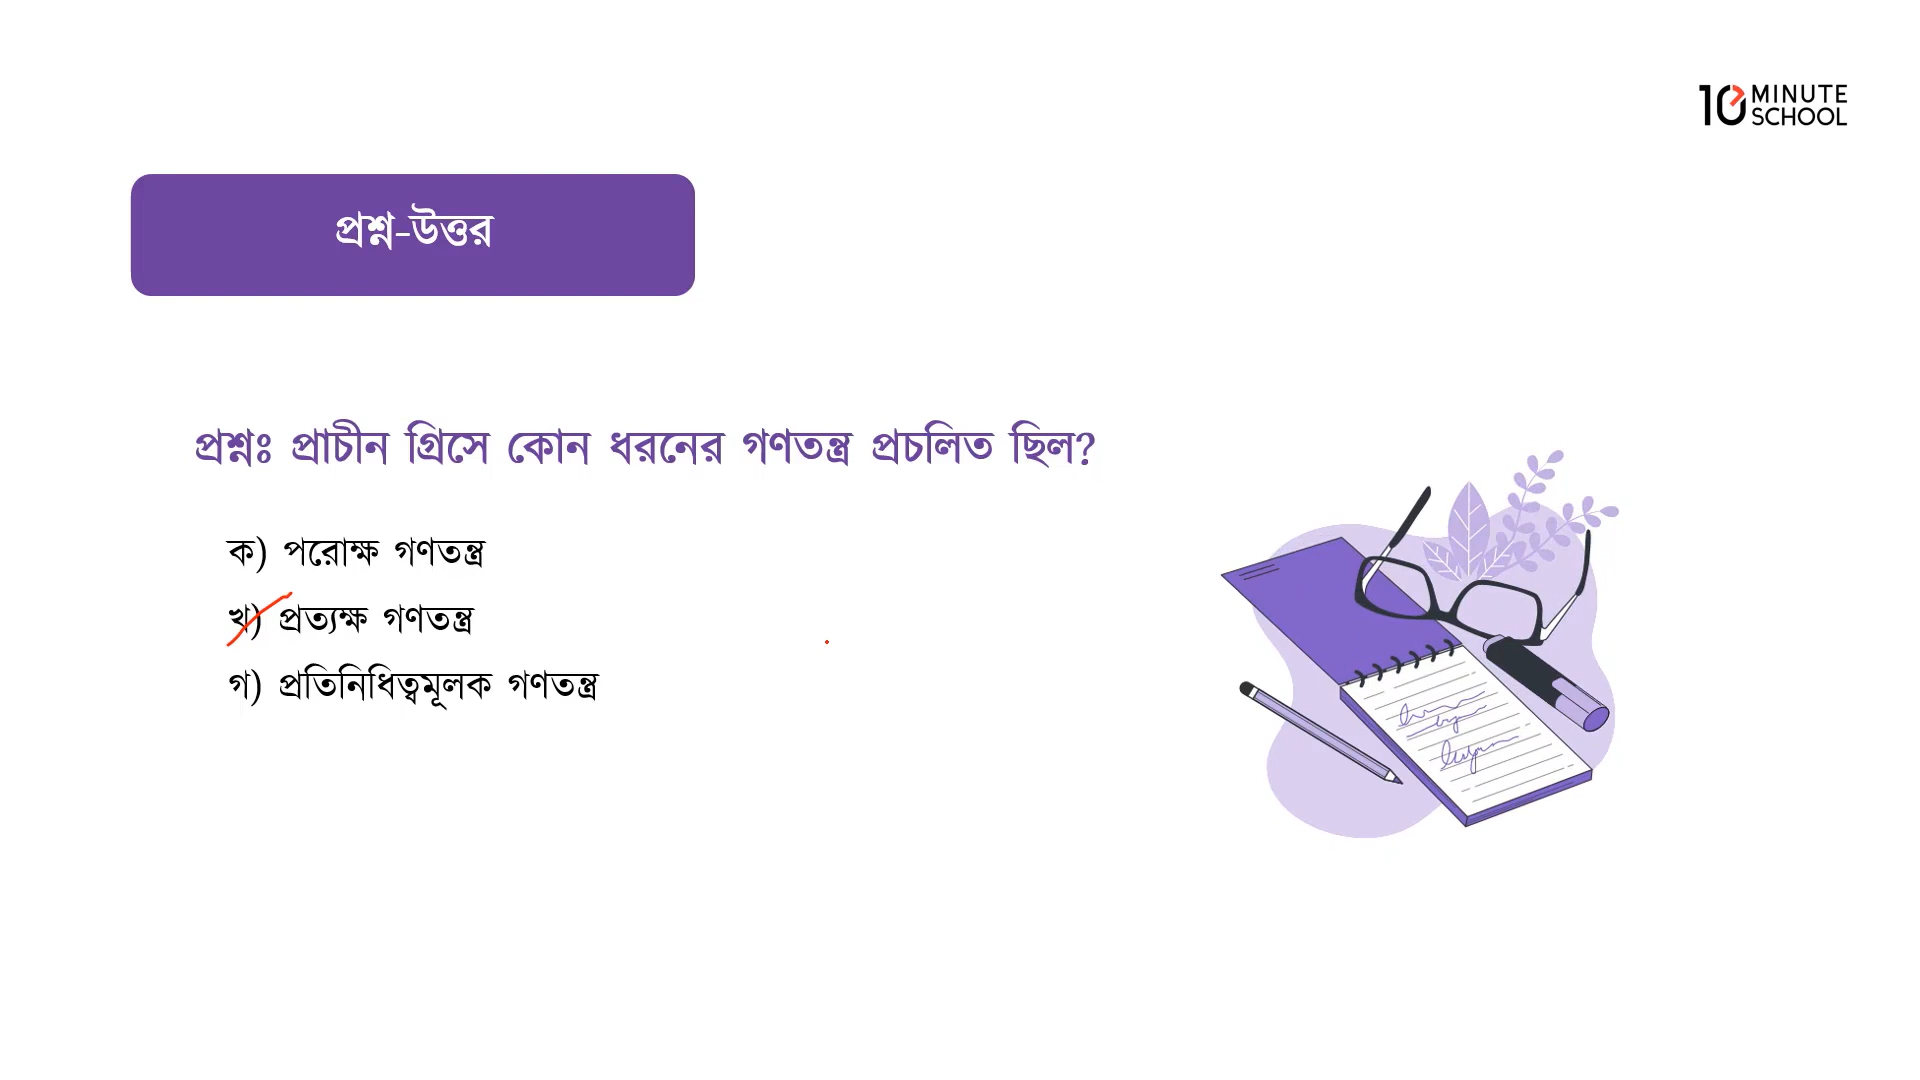 10 MINUTE
SCHOOL
প্রশ্ন-উত্তর
প্রশ্নঃ প্রাচীন গ্রিসে কোন ধরনের গণতন্ত্র প্রচলিত ছিল?
ক) পরোক্ষ গণতন্ত্র
খ) প্রত্যক্ষ গণতন্ত্র
গ) প্রতিনিধিত্বমূলক গণতন্ত্র